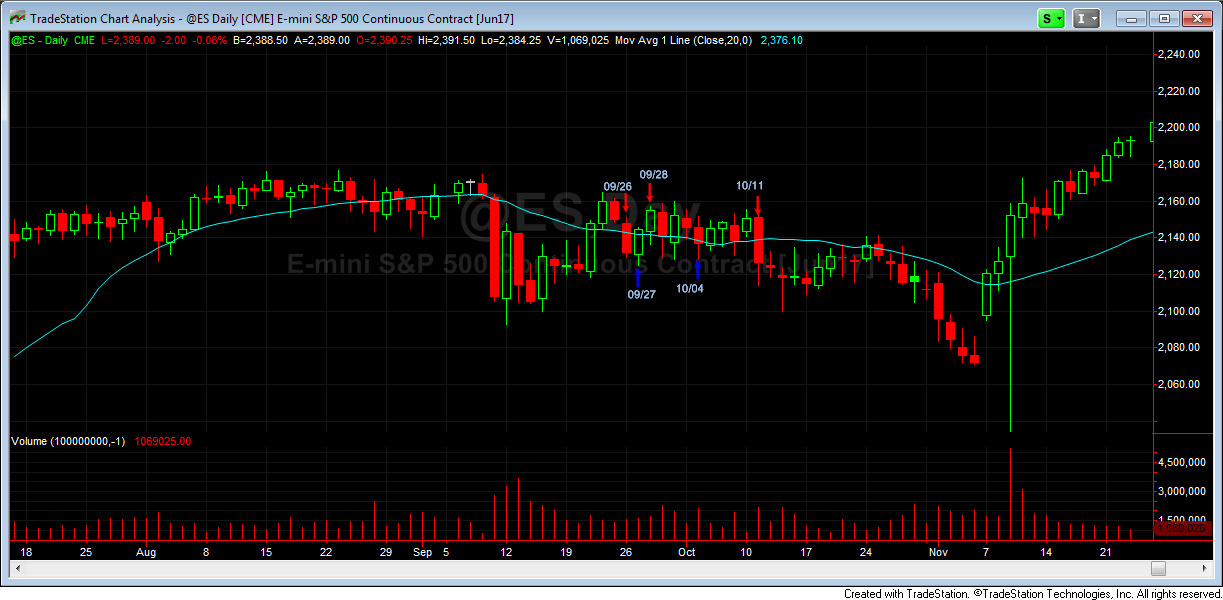 TradeStation Chart Analysis - @ES Daily [CME] E-mini S&P 500 Continuous Contract [Jun17]
S I
@ES - Daily CME L=2,389.00 -2.00 -0.08% B=2,388.50 A=2,389.00 O=2,390.25 Hi=2,391.50 Lo=2,384.25 V=1,069,025 Mov Avg 1 Line (Close,20,0) 2,376.10
2,240.00
2,220.00
2,200.00
2,180.00
2,160.00
2,140.00
2,120.00
2,100.00
2,080.00
2,060.00
09/26
09/28
10/11
@ES - Daily
E-mini S&P 500 Continuous Contract [Jun17]
09/27
10/04
Volume (100000000,-1) 1069025.00
4,500,000
3,000,000
1,500,000
1,069,025
18 25 Aug 8 15 22 29 Sep 5 12 19 26 Oct 10 17 24 Nov 7 14 21
Created with TradeStation. ©TradeStation Technologies, Inc. All rights reserved.